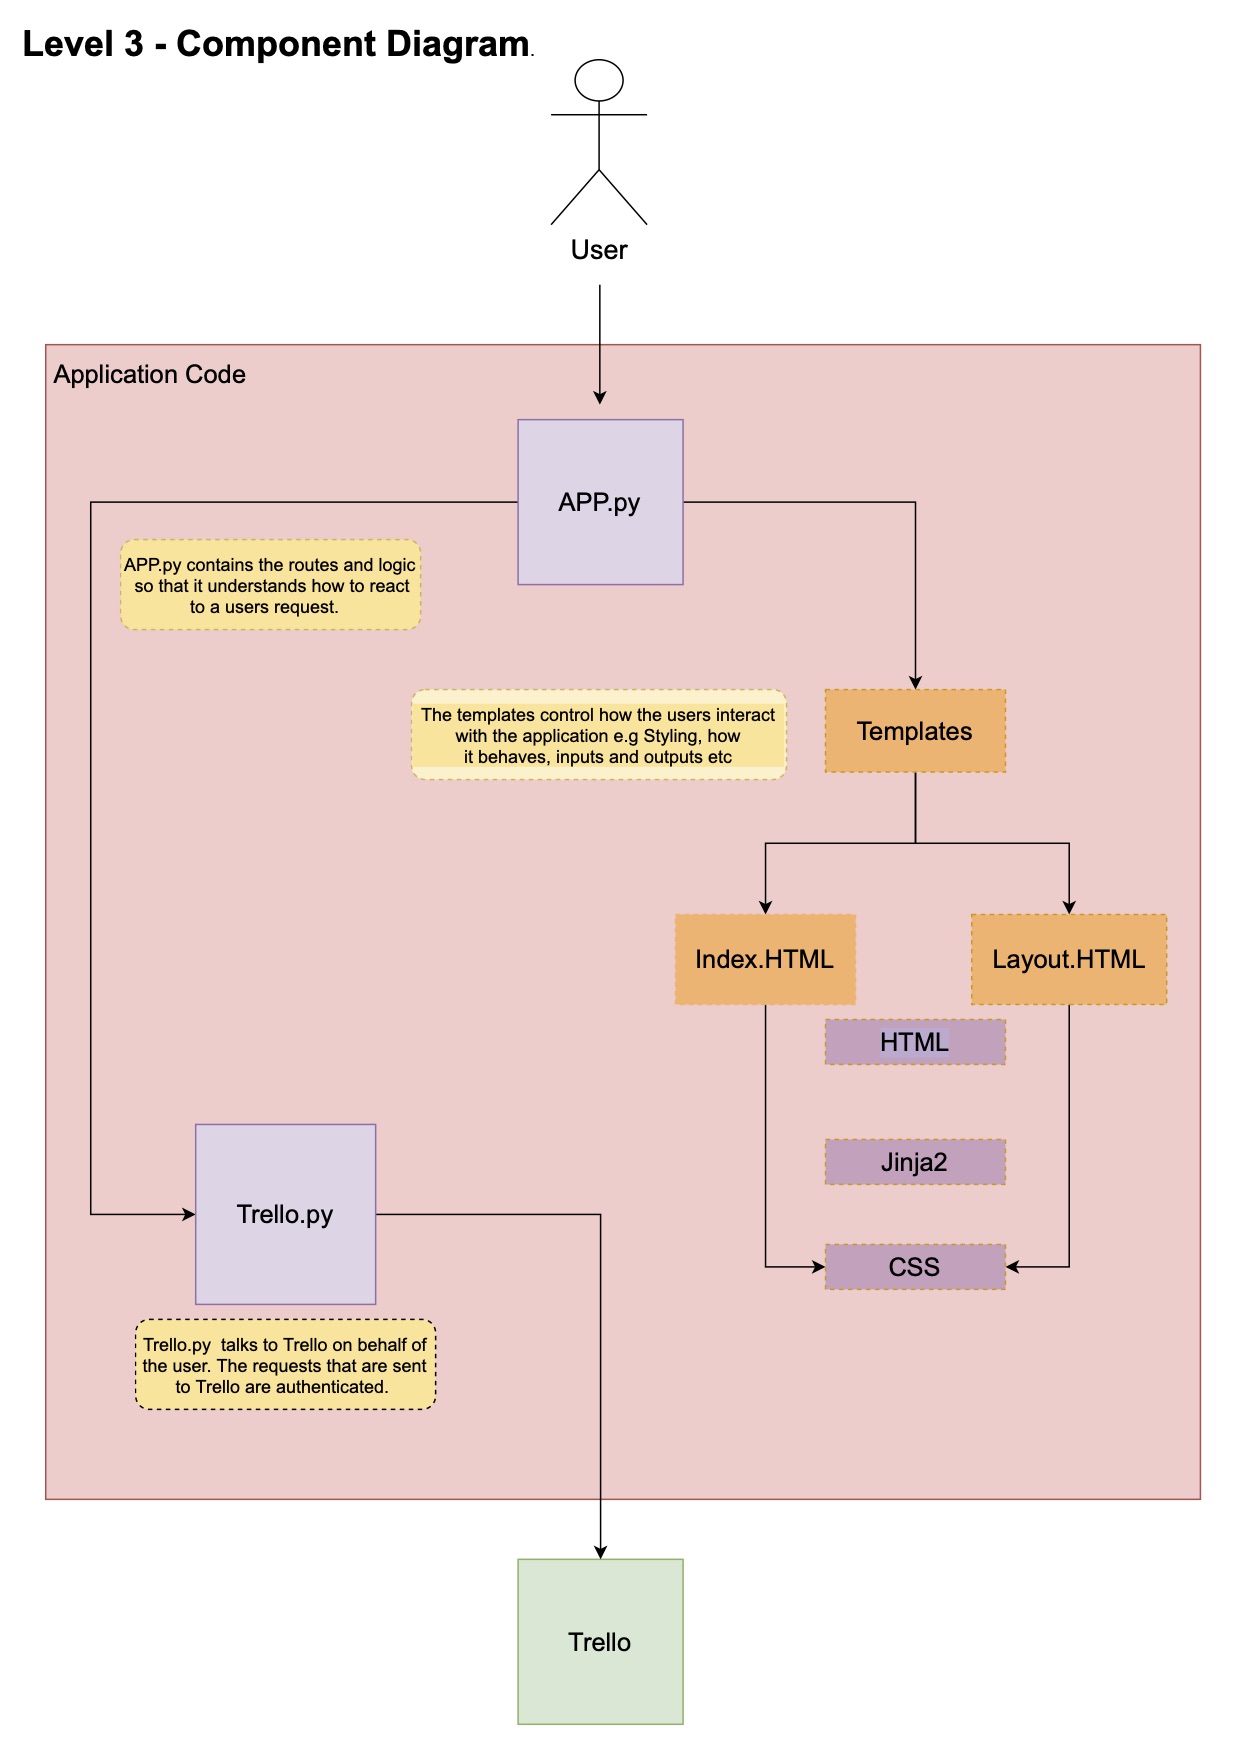 Level 3 - Component Diagram.
User
Application Code
APP.py
APP.py contains the routes and logic
so that it understands how to react
to a users request.
The templates control how the users interact
with the application e.g Styling, how
it behaves, inputs and outputs etc
Templates
Index.HTML
Layout.HTML
HTML
Jinja2
Trello.py
CSS
Trello.py  talks to Trello on behalf of
the user. The requests that are sent
to Trello are authenticated.
Trello